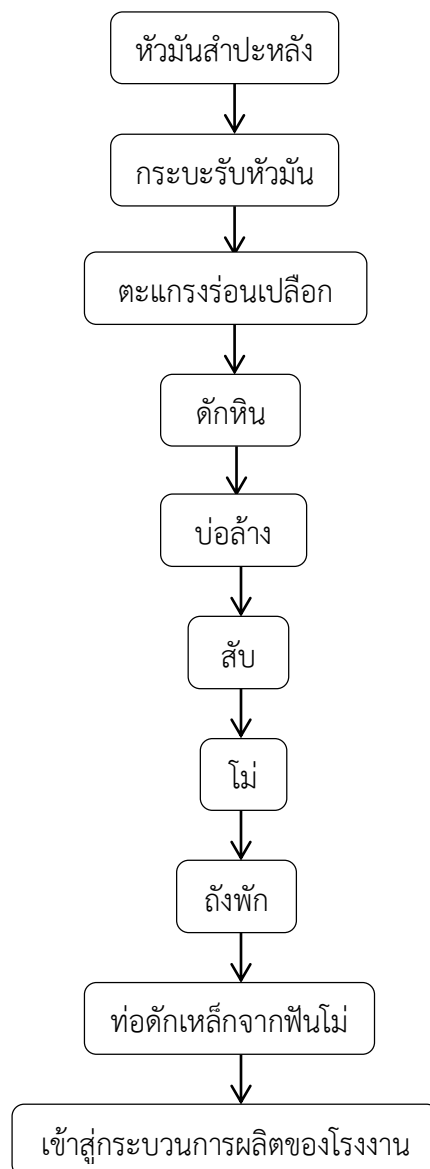 หัวมันสำปะหลัง
กระบะรับหัวมัน
ตะแกรงร่อนเปลือก
ดักหิน
บ่อล้าง
สับ
โม่
ถังพัก
ท่อดักเหล็กจากฟันโม่
เข้าสู่กระบวนการผลิตของโรงงาน